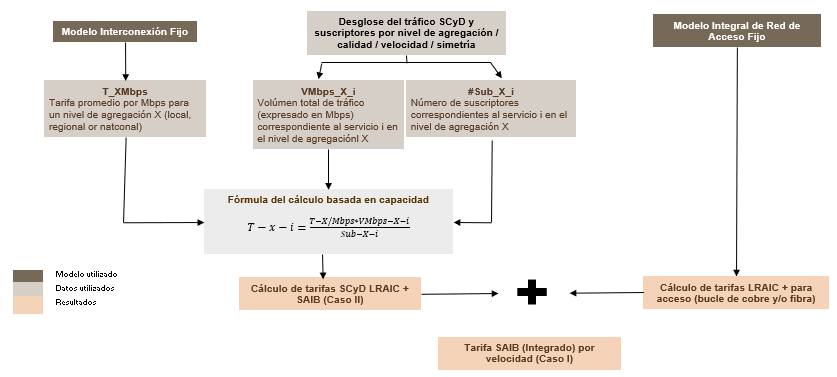 Modelo Interconexión Fijo
Desglose del tráfico SCyD y
suscriptores por nivel de agregación /
calidad / velocidad / simetría
Modelo Integral de Red de
Acceso Fijo
T_XMbps
Tarifa promedio por Mbps para
un nivel de agregación X (local,
regional or natconal)
VMbps_X_i
Volúmen total de tráfico
(expresado en Mbps)
correspondiente al servicio i en
el nivel de agregaciónl X
#Sub_X_i
Número de suscriptores
correspondientes al servicio i en el
nivel de agregación X
Fórmula del cálculo basada en capacidad
T − x − i = (T−X/Mbps*VMbps−X−i) / (Sub−X−i)
Modelo utilizado
Datos utilizados
Resultados
Cálculo de tarifas SCyD LRAIC +
SAIB (Caso II)
Cálculo de tarifas LRAIC + para
acceso (bucle de cobre y/o fibra)
Tarifa SAIB (Integrado) por
velocidad (Caso I)